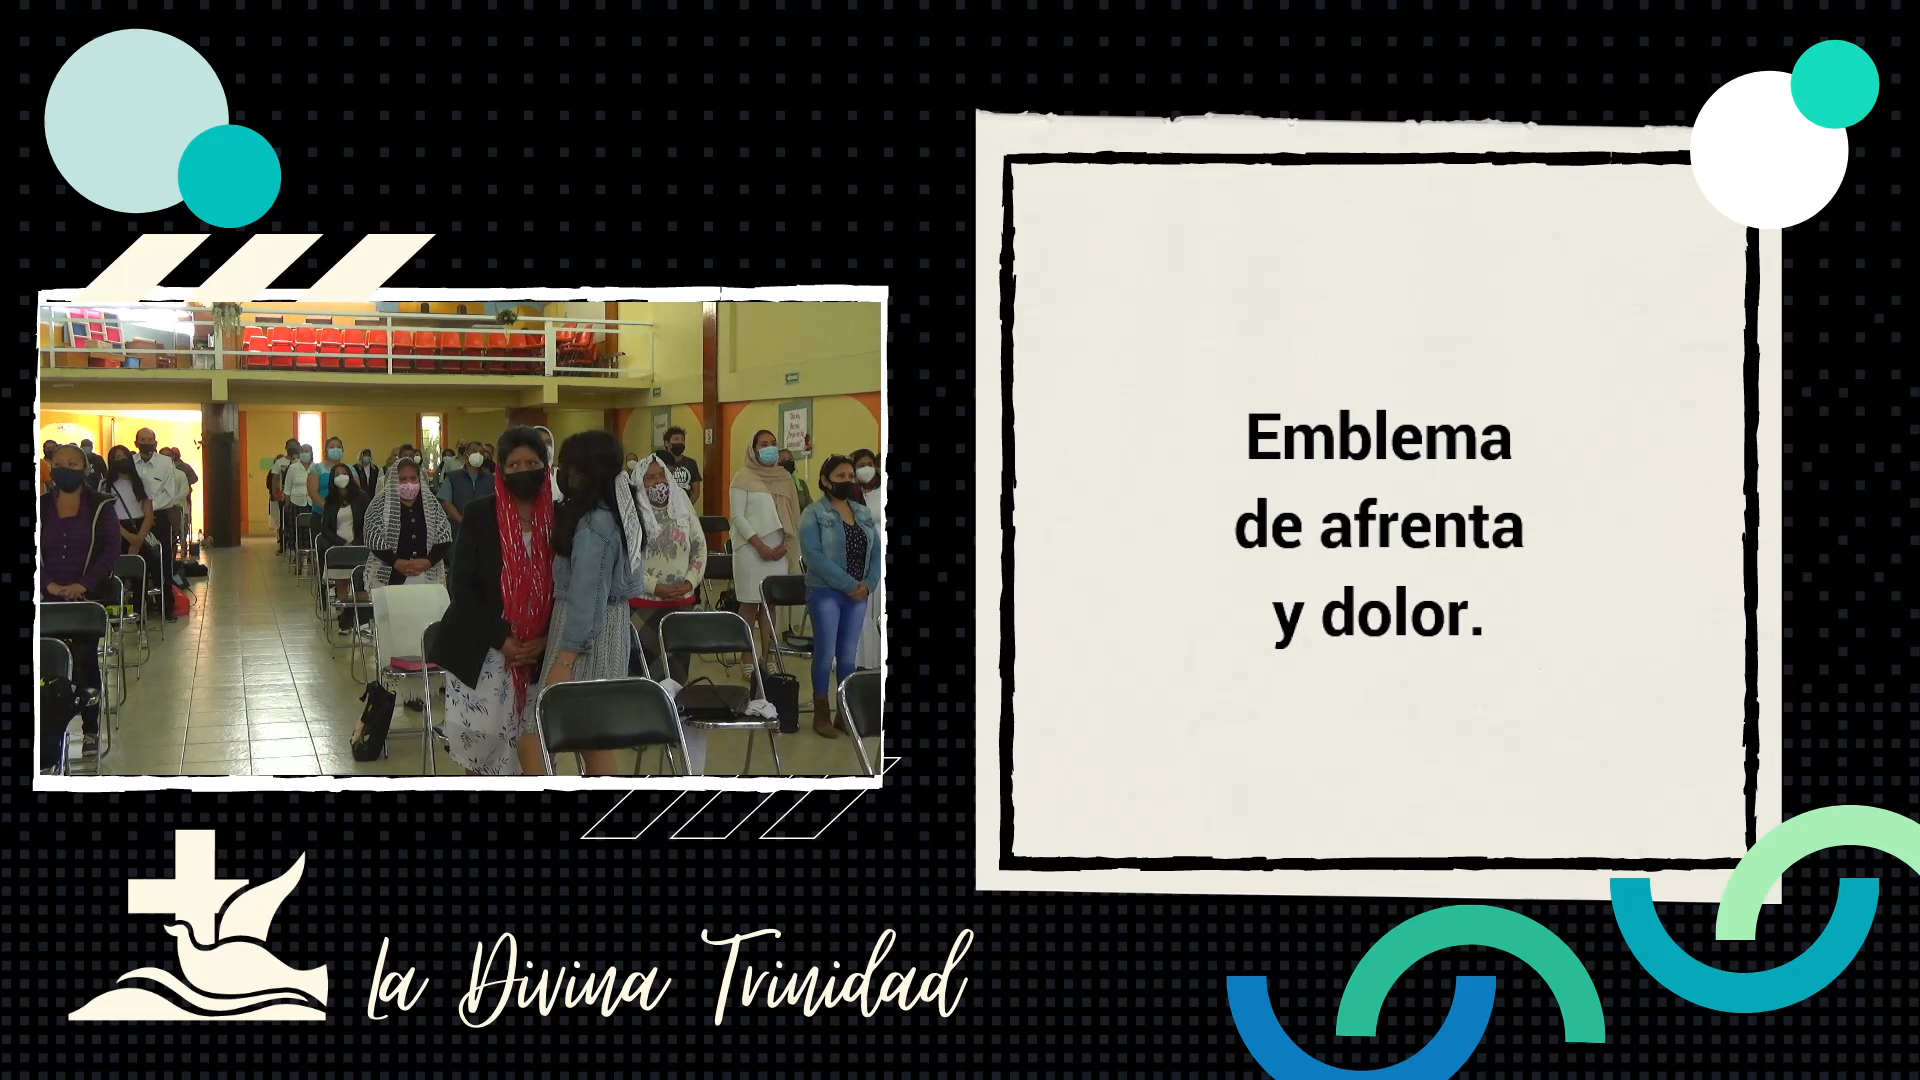 Emblema
de afrenta
y dolor.
La Divina Trinidad